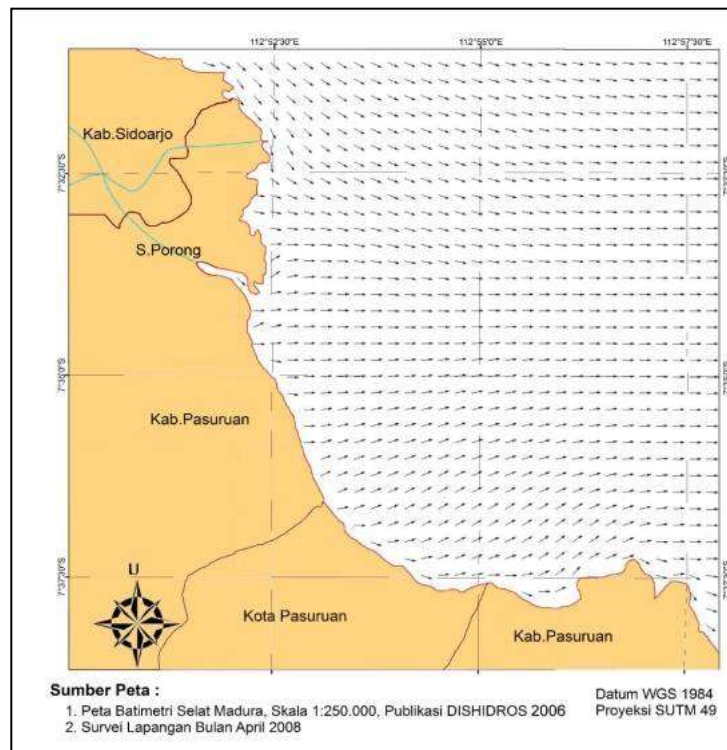 112°52'30"E 112°55'0"E 112°57'30"E
Kab.Sidoarjo
7°32'30"S
S.Porong
7°35'0"S
Kab.Pasuruan
7°37'30"S
U
Kota Pasuruan
Kab.Pasuruan
Sumber Peta :
1. Peta Batimetri Selat Madura, Skala 1:250.000, Publikasi DISHIDROS 2006
2. Survei Lapangan Bulan April 2008
Datum WGS 1984
Proyeksi SUTM 49